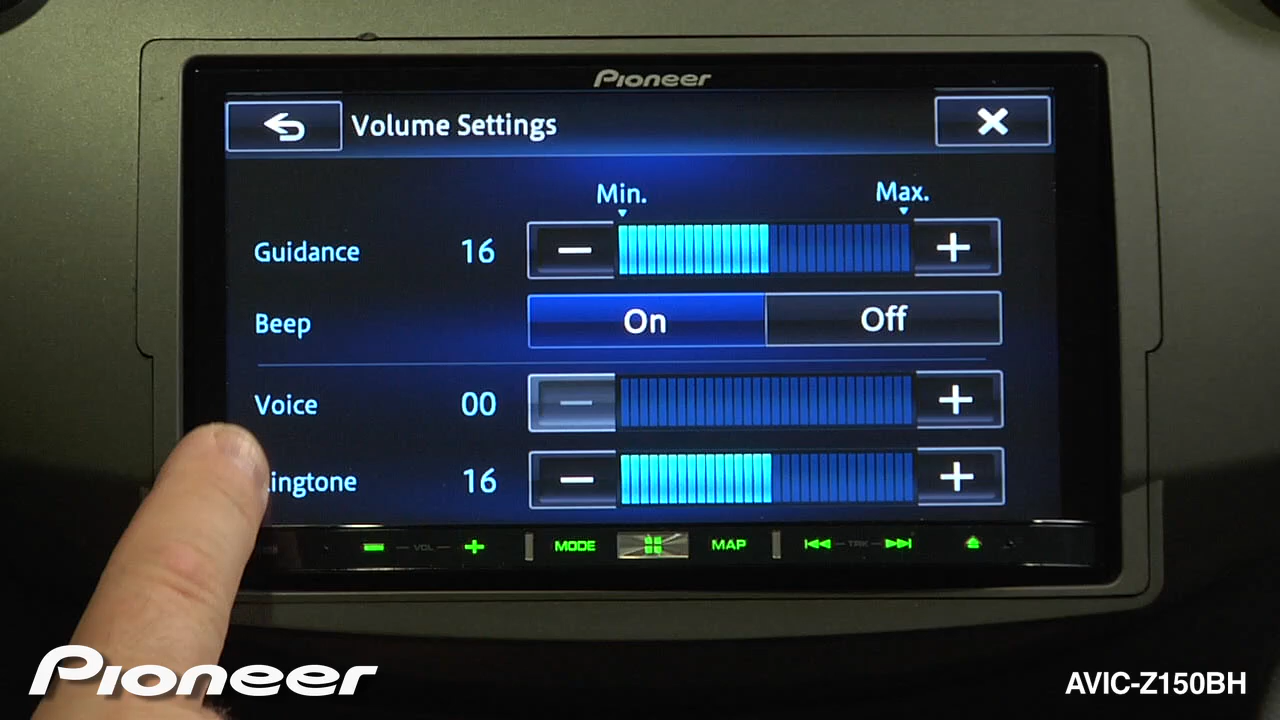 Pioneer
Volume Settings
Min. Max.
Guidance 16
Beep On Off
Voice 00
ingtone 16
VOL MODE MAP TRK
Pioneer
AVIC-Z150BH